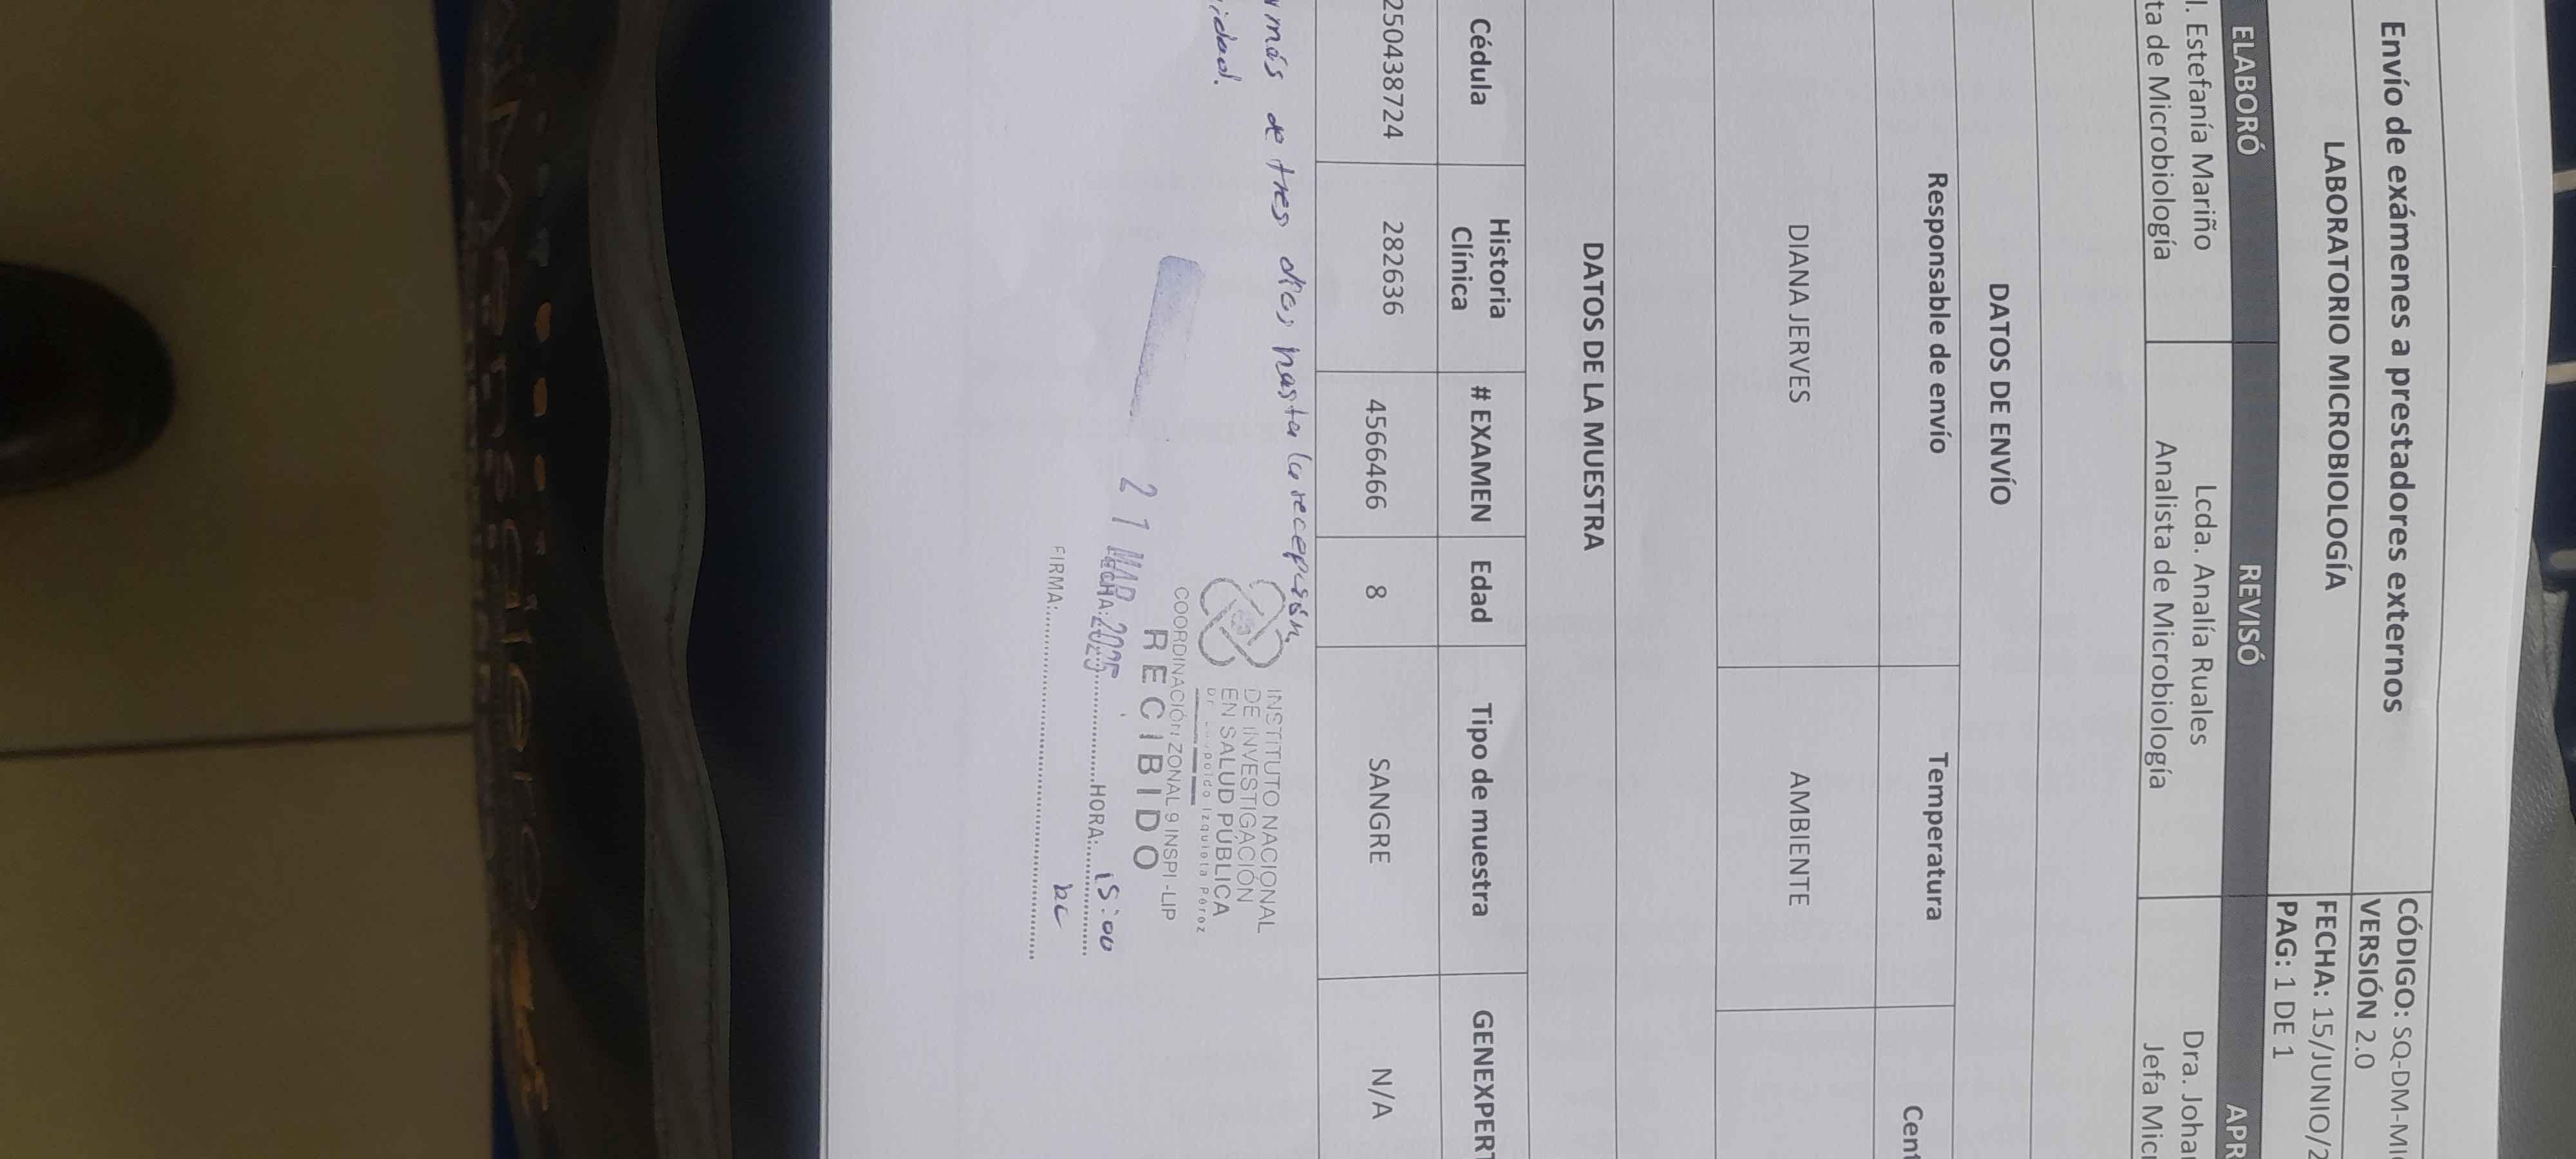 Envío de exámenes a prestadores externos
LABORATORIO MICROBIOLOGÍA
CÓDIGO: SQ-DM-MI
VERSIÓN 2.0
FECHA: 15/JUNIO/2
PAG: 1 DE 1
ELABORÓ REVISÓ APR
l. Estefanía Mariño Lcda. Analía Ruales Dra. Joha
ta de Microbiología Analista de Microbiología Jefa Micr
DATOS DE ENVÍO
Responsable de envío Temperatura Cent
DIANA JERVES AMBIENTE
DATOS DE LA MUESTRA
Cédula Historia Clínica # EXAMEN Edad Tipo de muestra GENEXPERT
250438724 282636 4566466 8 SANGRE N/A
más de tres días hasta la recepción,
idad.
INSTITUTO NACIONAL
DE INVESTIGACIÓN
EN SALUD PÚBLICA
Izquieta Pérez
COORDINACIÓN ZONAL 9 INSPI-LIP
RECIBIDO
21 MAR 2025
FECHA: HORA: 15:00
FIRMA: